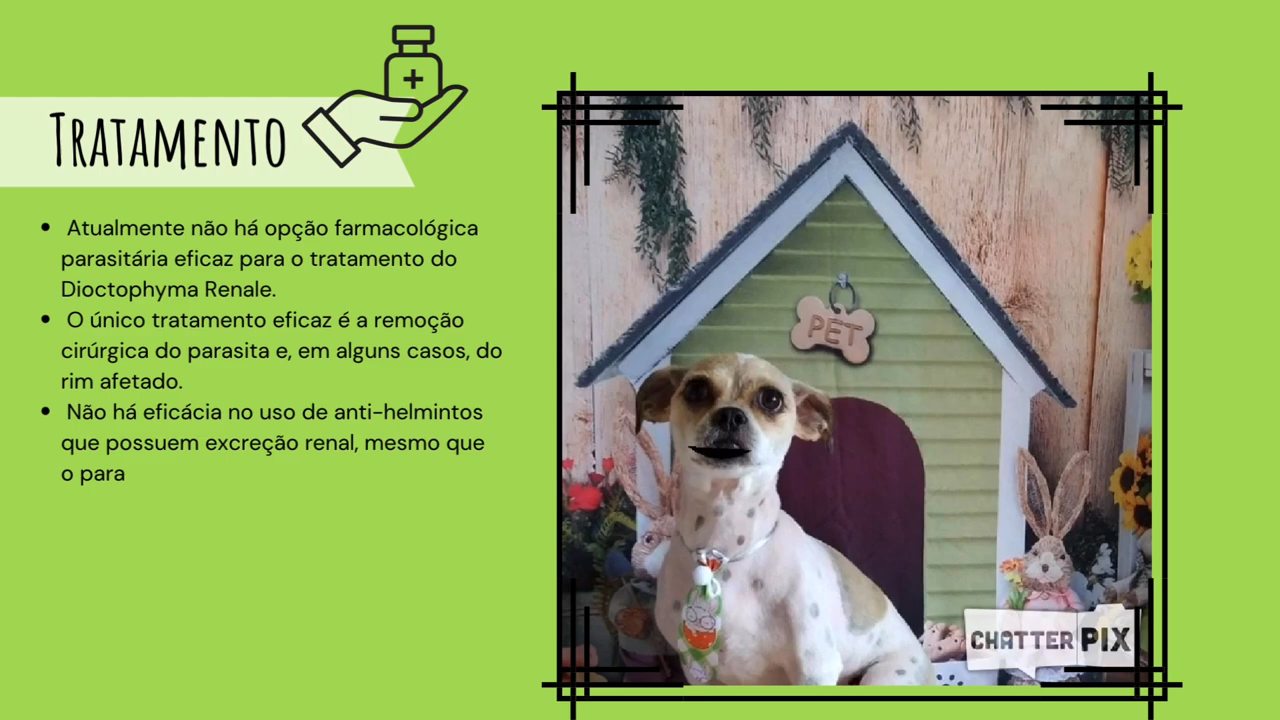 TRATAMENTO
• Atualmente não há opção farmacológica
parasitária eficaz para o tratamento do
Dioctophyma Renale.
• O único tratamento eficaz é a remoção
cirúrgica do parasita e, em alguns casos, do
rim afetado.
• Não há eficácia no uso de anti-helmintos
que possuem excreção renal, mesmo que
o para
PET
CHATTER PIX